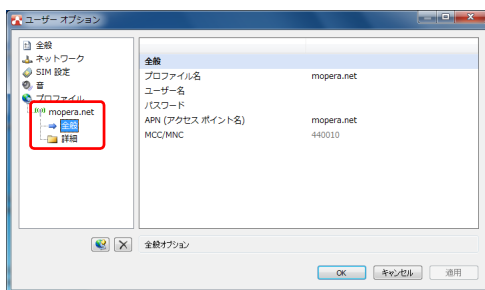 ユーザー オプション
全般
ネットワーク
SIM 設定
音
プロファイル
mopera.net
全般
詳細
全般
プロファイル名 mopera.net
ユーザー名
パスワード
APN (アクセス ポイント名) mopera.net
MCC/MNC 440010
全般オプション
OK キャンセル 適用